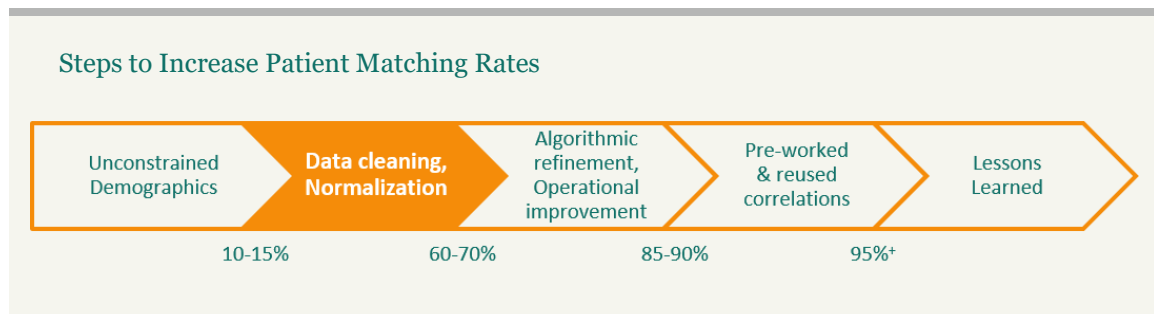 Steps to Increase Patient Matching Rates
Unconstrained
Demographics
Data cleaning,
Normalization
Algorithmic
refinement,
Operational
improvement
Pre-worked
& reused
correlations
Lessons
Learned
10-15%
60-70%
85-90%
95%⁺